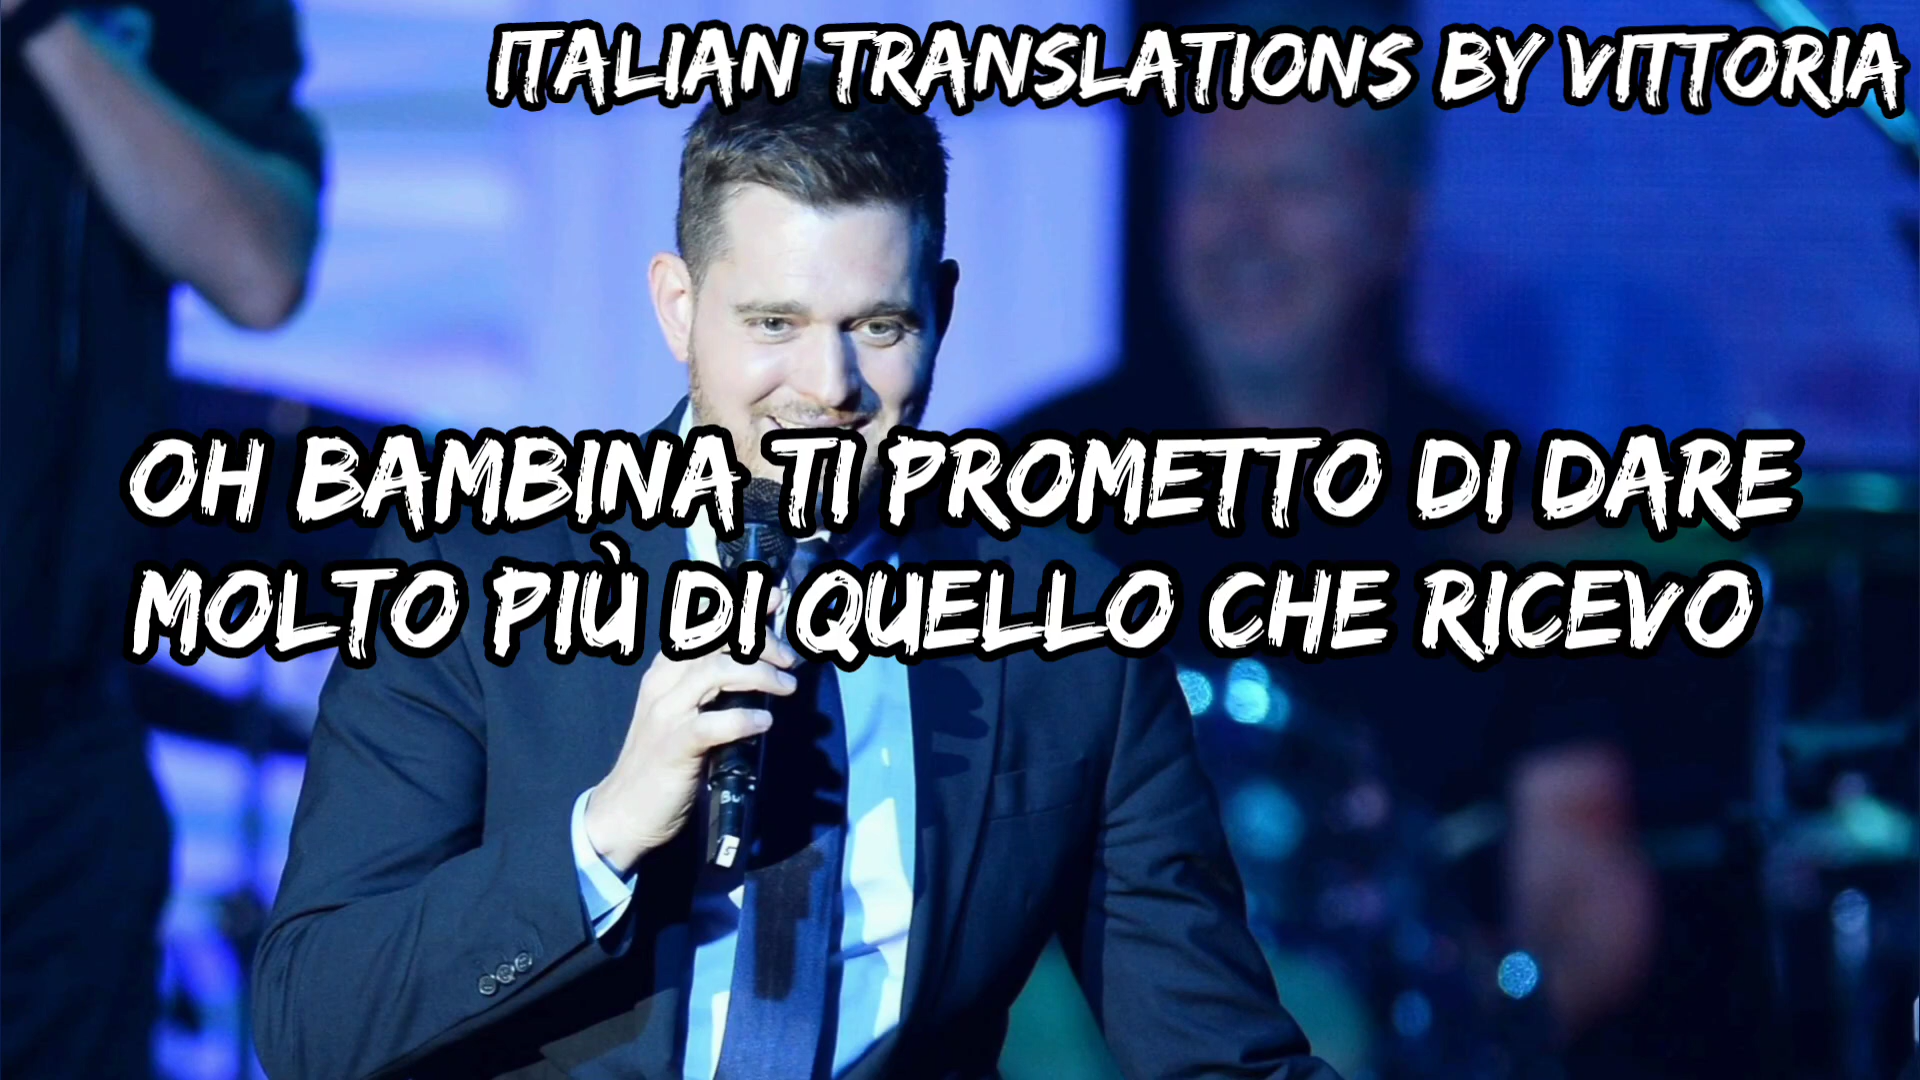 ITALIAN TRANSLATIONS BY VITTORIA
OH BAMBINA TI PROMETTO DI DARE
MOLTO PIÙ DI QUELLO CHE RICEVO